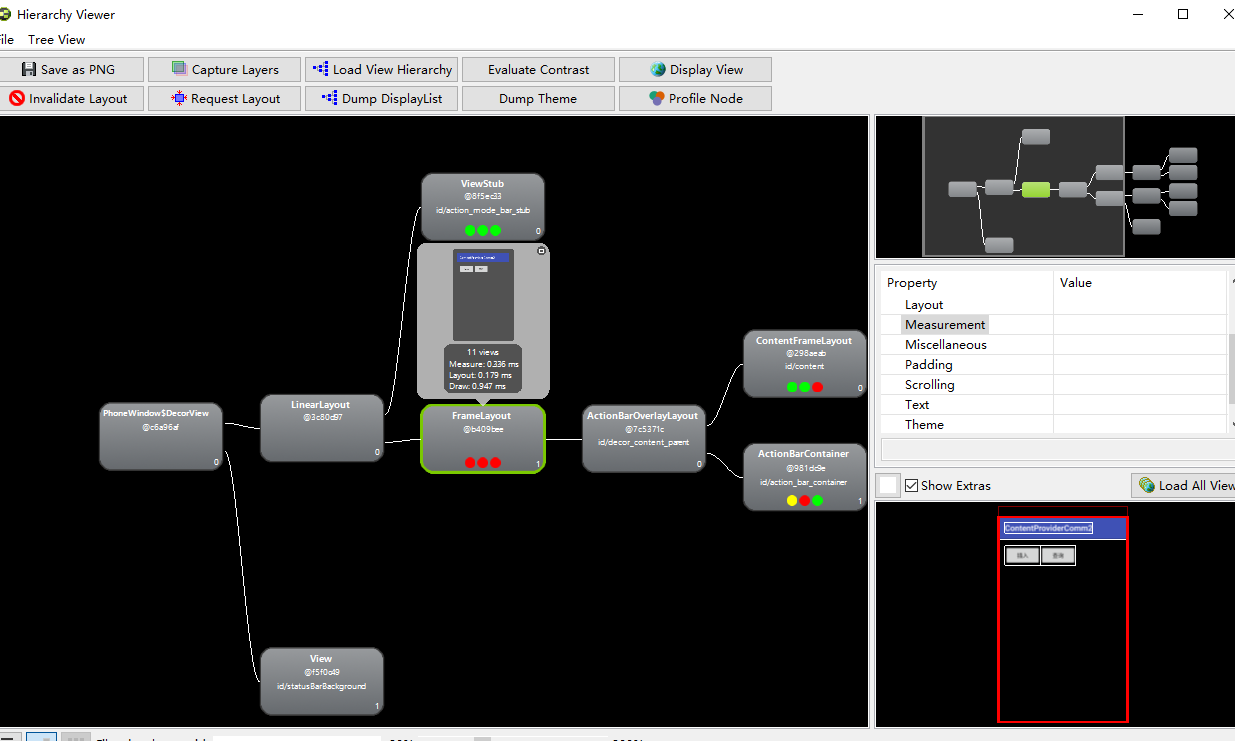 Hierarchy Viewer
ile Tree View
Save as PNG Capture Layers Load View Hierarchy Evaluate Contrast Display View
Invalidate Layout Request Layout Dump DisplayList Dump Theme Profile Node
ViewStub
@8f5ec33
id/action_mode_bar_stub
0
11 views
Measure: 0.336 ms
Layout: 0.179 ms
Draw: 0.947 ms
PhoneWindow$DecorView
@c6a96af
0
LinearLayout
@3c80d97
0
FrameLayout
@b409bee
1
ActionBarOverlayLayout
@7c5371c
id/decor_content_parent
0
ContentFrameLayout
@298aeab
id/content
0
ActionBarContainer
@981dc9e
id/action_bar_container
1
View
@f5f0c49
id/statusBarBackground
1
Property Value
Layout
Measurement
Miscellaneous
Padding
Scrolling
Text
Theme
Show Extras Load All View
ContentProviderComm2
插入 查询